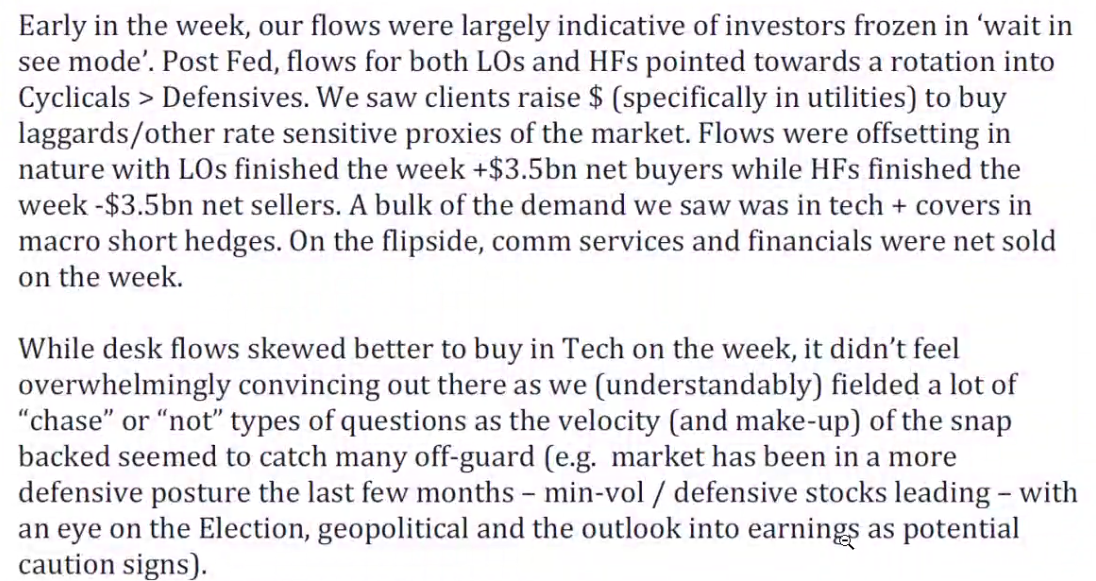 Early in the week, our flows were largely indicative of investors frozen in ‘wait in
see mode’. Post Fed, flows for both LOs and HFs pointed towards a rotation into
Cyclicals > Defensives. We saw clients raise $ (specifically in utilities) to buy
laggards/other rate sensitive proxies of the market. Flows were offsetting in
nature with LOs finished the week +$3.5bn net buyers while HFs finished the
week -$3.5bn net sellers. A bulk of the demand we saw was in tech + covers in
macro short hedges. On the flipside, comm services and financials were net sold
on the week.
While desk flows skewed better to buy in Tech on the week, it didn’t feel
overwhelmingly convincing out there as we (understandably) fielded a lot of
“chase” or “not” types of questions as the velocity (and make-up) of the snap
backed seemed to catch many off-guard (e.g. market has been in a more
defensive posture the last few months – min-vol / defensive stocks leading – with
an eye on the Election, geopolitical and the outlook into earnings as potential
caution signs).